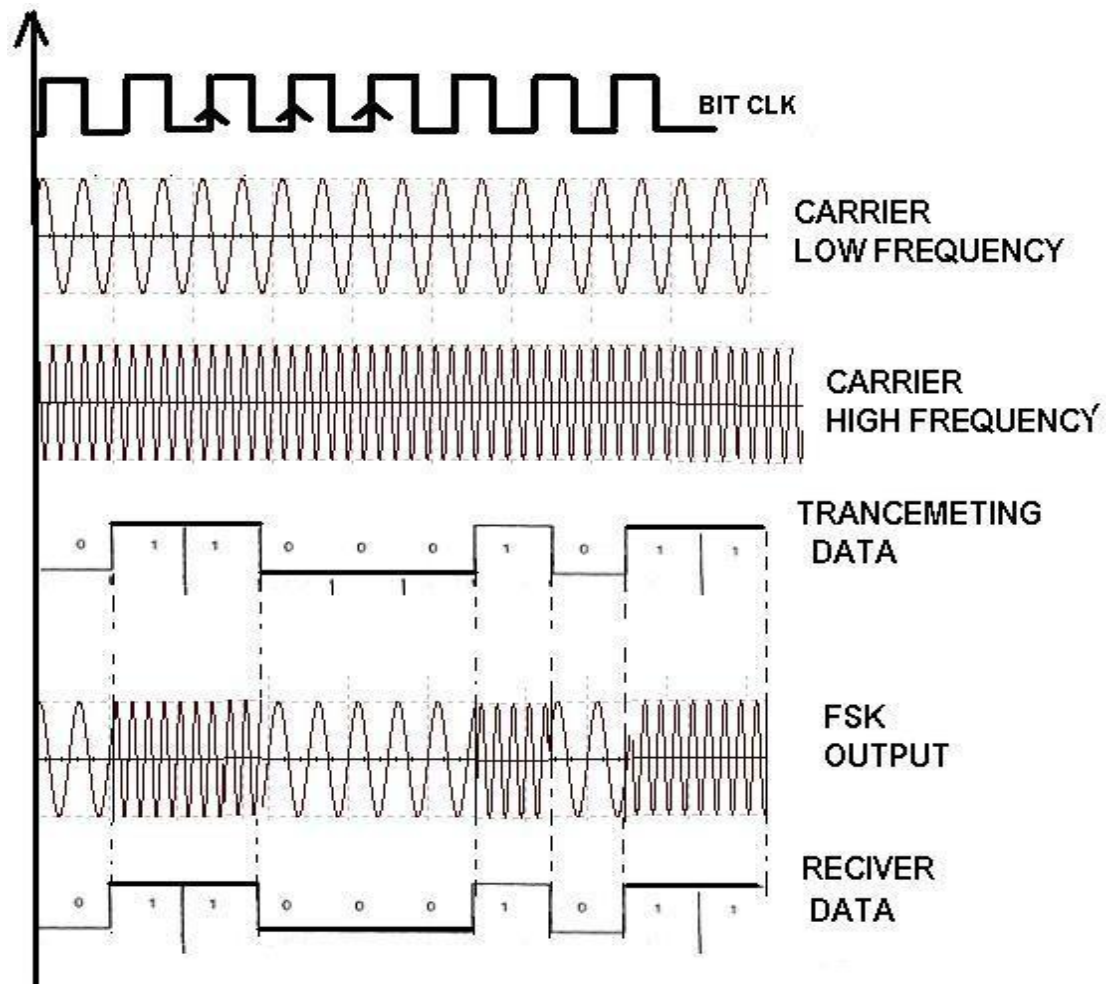 BIT CLK
CARRIER
LOW FREQUENCY
CARRIER
HIGH FREQUENCY
TRANCEMETING
DATA
0 1 1 0 0 0 1 0 1 1
FSK
OUTPUT
RECIVER
DATA
0 1 1 0 0 0 1 0 1 1